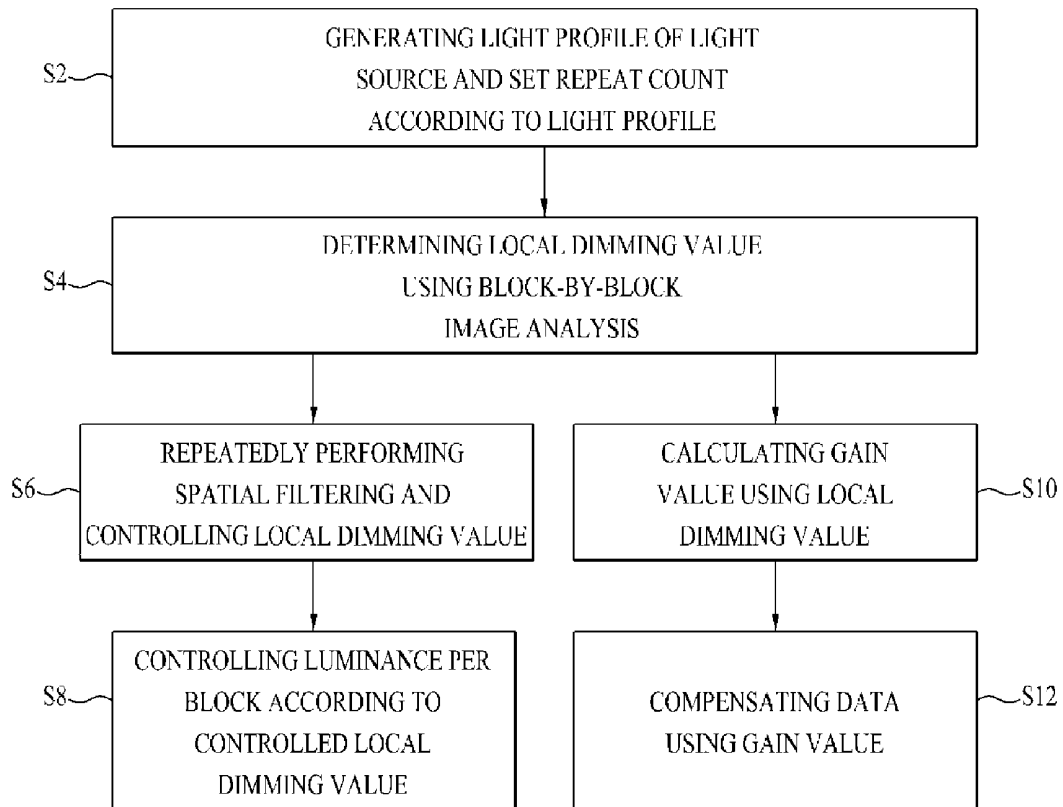 GENERATING LIGHT PROFILE OF LIGHT
S2
SOURCE AND SET REPEAT COUNT
ACCORDING TO LIGHT PROFILE
DETERMINING LOCAL DIMMING VALUE
S4
USING BLOCK-BY-BLOCK
IMAGE ANALYSIS
REPEATEDLY PERFORMING
S6
SPATIAL FILTERING AND
CONTROLLING LOCAL DIMMING VALUE
CALCULATING GAIN
VALUE USING LOCAL
S10
DIMMING VALUE
CONTROLLING LUMINANCE PER
S8
BLOCK ACCORDING TO
CONTROLLED LOCAL
DIMMING VALUE
COMPENSATING DATA
S12
USING GAIN VALUE